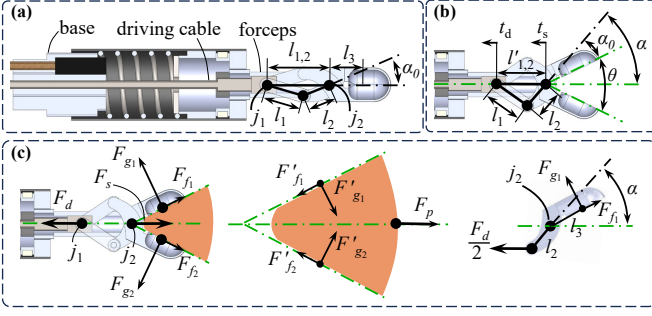 (a)
base
driving cable
forceps
l1,2
l3
α0
l1
l2
j1
j2
(b)
td
ts
l'1,2
α0
α
θ
l1
l2
(c)
Fg1
Fs
Ff1
Fd
j1
j2
Ff2
Fg2
F'f1
F'g1
Fp
F'g2
F'f2
j2
Fg1
α
Ff1
l3
l2
Fd
2